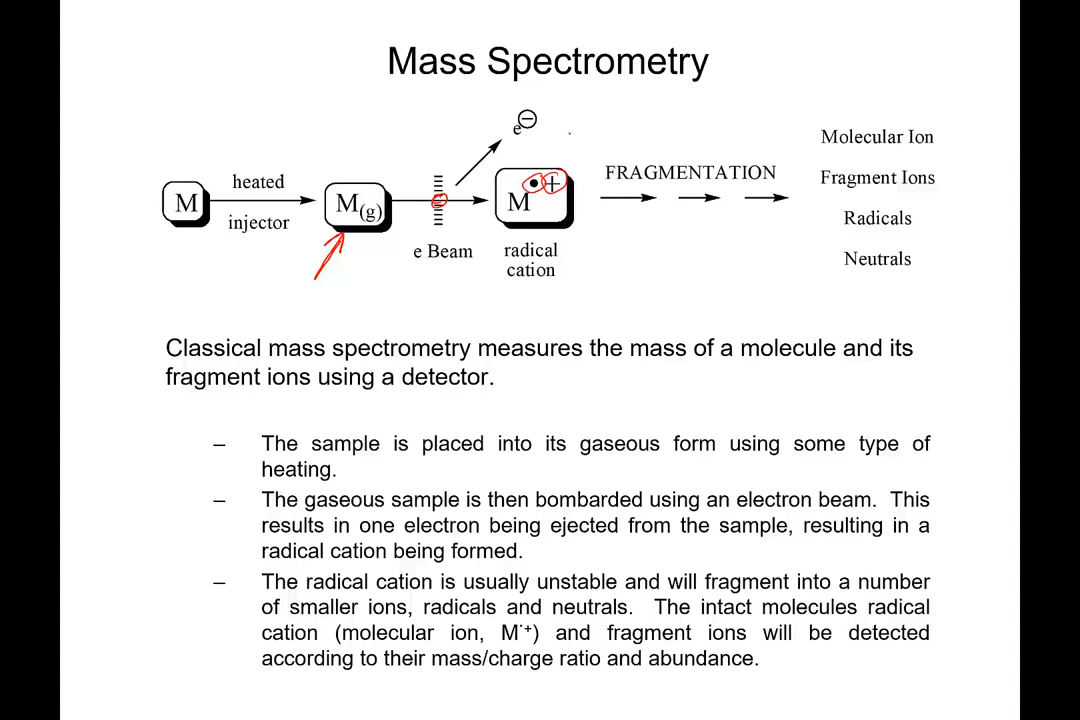 Mass Spectrometry
e⊖
Molecular Ion
FRAGMENTATION
Fragment Ions
heated
M
M(g)
M•+
injector
Radicals
e Beam
radical
cation
Neutrals
Classical mass spectrometry measures the mass of a molecule and its
fragment ions using a detector.
– The sample is placed into its gaseous form using some type of
heating.
– The gaseous sample is then bombarded using an electron beam. This
results in one electron being ejected from the sample, resulting in a
radical cation being formed.
– The radical cation is usually unstable and will fragment into a number
of smaller ions, radicals and neutrals. The intact molecules radical
cation (molecular ion, M·+) and fragment ions will be detected
according to their mass/charge ratio and abundance.